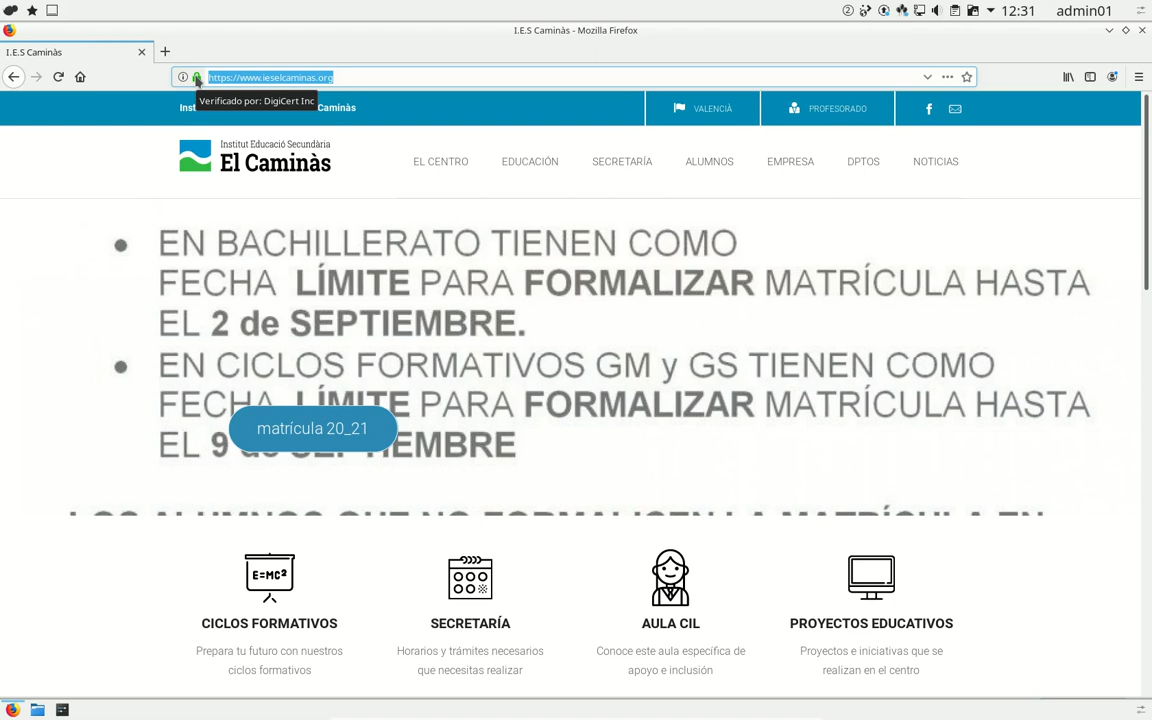 12:31 admin01
I.E.S Caminàs - Mozilla Firefox
I.E.S Caminàs
https://www.ieselcaminas.org
Verificado por: DigiCert Inc
Inst Caminàs
VALENCIÀ
PROFESORADO
Institut Educació Secundària
El Caminàs
EL CENTRO
EDUCACIÓN
SECRETARÍA
ALUMNOS
EMPRESA
DPTOS
NOTICIAS
EN BACHILLERATO TIENEN COMO
FECHA LÍMITE PARA FORMALIZAR MATRÍCULA HASTA
EL 2 de SEPTIEMBRE.
EN CICLOS FORMATIVOS GM y GS TIENEN COMO
FECHA LÍMITE PARA FORMALIZAR MATRÍCULA HASTA
EL 9 de SEPTIEMBRE
matrícula 20_21
LOS ALUMNOS QUE NO FORMALICEN LA MATRÍCULA EN
E=MC²
CICLOS FORMATIVOS
Prepara tu futuro con nuestros
ciclos formativos
SECRETARÍA
Horarios y trámites necesarios
que necesitas realizar
AULA CIL
Conoce este aula específica de
apoyo e inclusión
PROYECTOS EDUCATIVOS
Proyectos e iniciativas que se
realizan en el centro